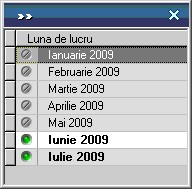 Luna de lucru
Ianuarie 2009
Februarie 2009
Martie 2009
Aprilie 2009
Mai 2009
Iunie 2009
Iulie 2009